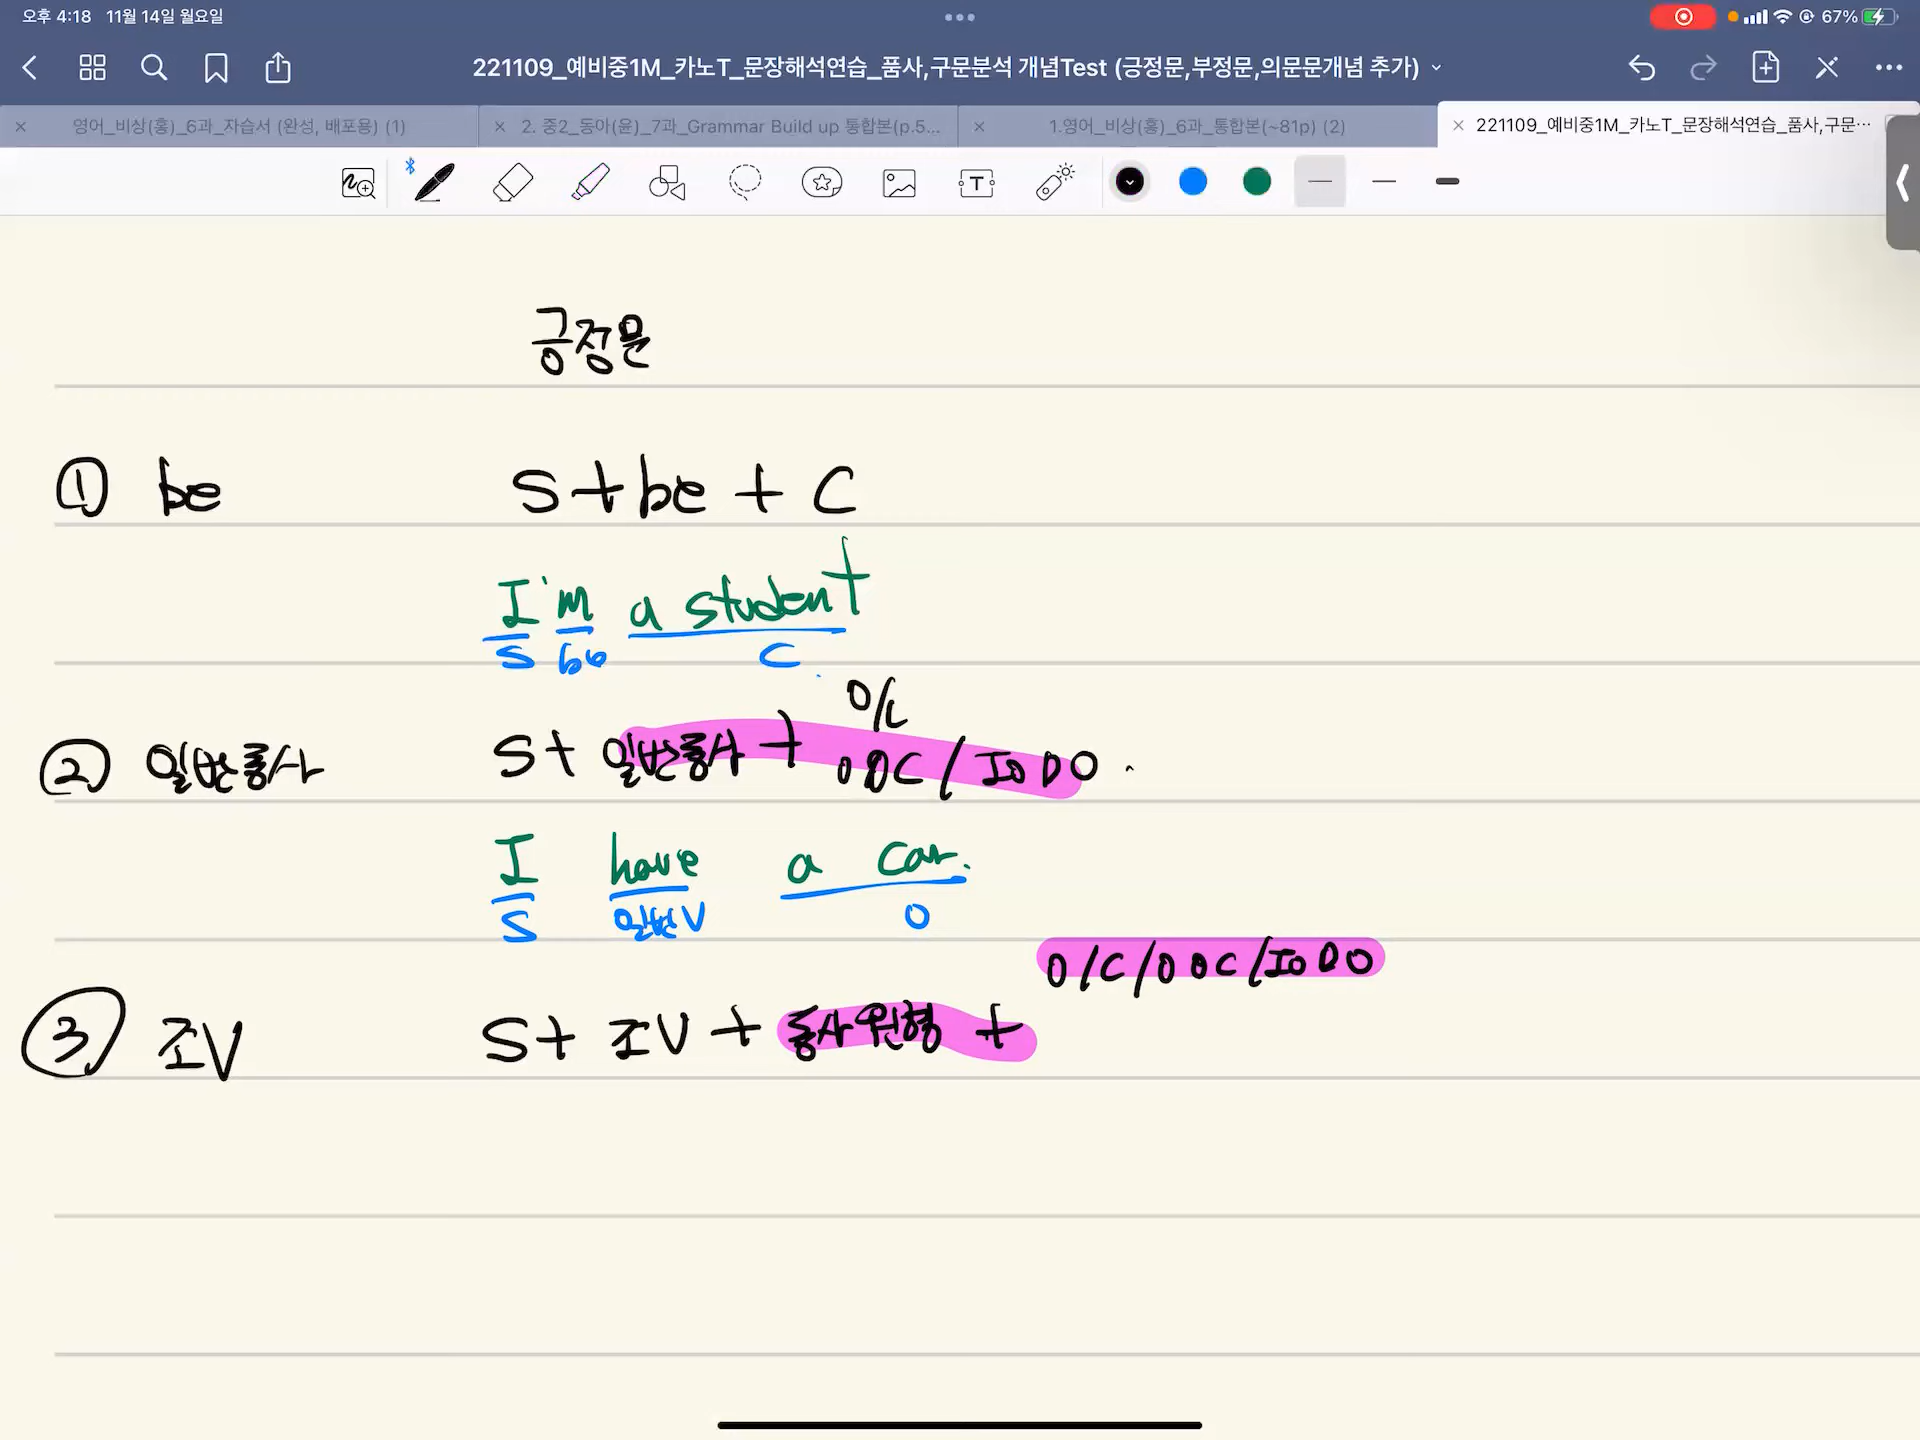 오후 4:18 11월 14일 월요일
67%
221109_예비중1M_카노T_문장해석연습_품사,구문분석 개념Test (긍정문,부정문,의문문개념 추가)
영어_비상(홍)_6과_자습서 (완성, 배포용) (1)
2. 중2_동아(윤)_7과_Grammar Build up 통합본(p.5...
1.영어_비상(홍)_6과_통합본(~81p) (2)
221109_예비중1M_카노T_문장해석연습_품사,구문…
긍정문
① be S + be + C
I'm a student
S be C
O/C
② 일반동사 S + 일반동사 + OOC / IO DO
I have a car.
S 일반V O
O/C/OOC/IODO
③ 조V S + 조V + 동사원형 +